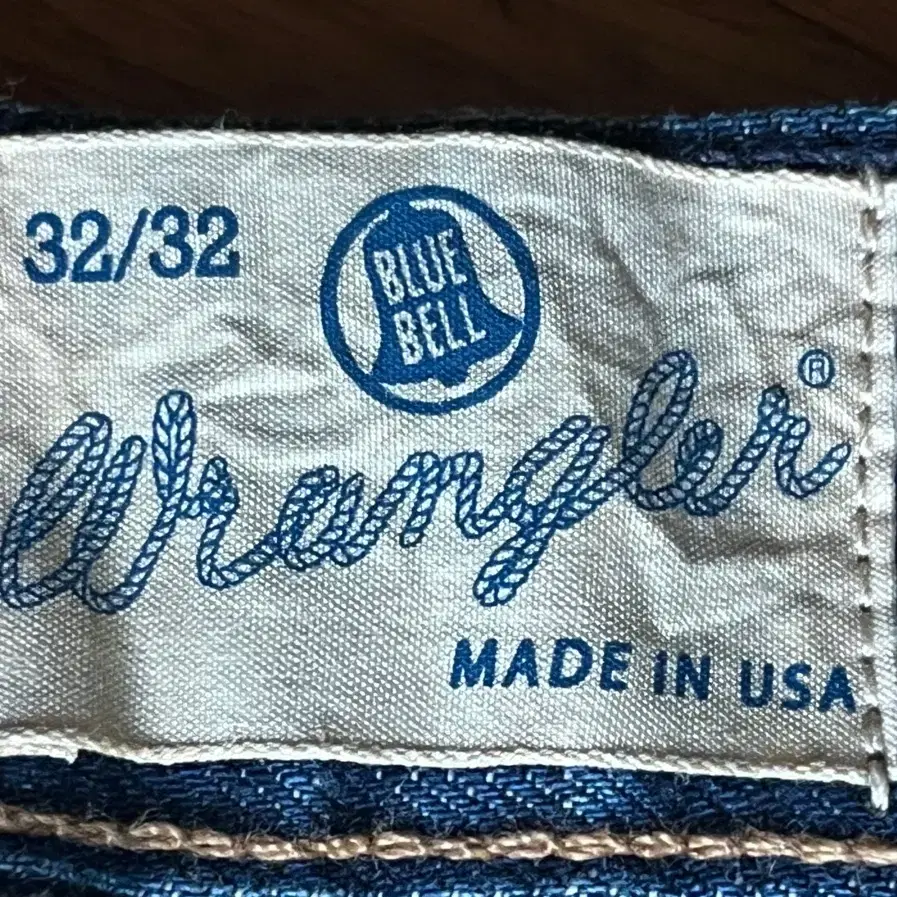 32/32
BLUE
BELL
Wrangler®
MADE IN USA